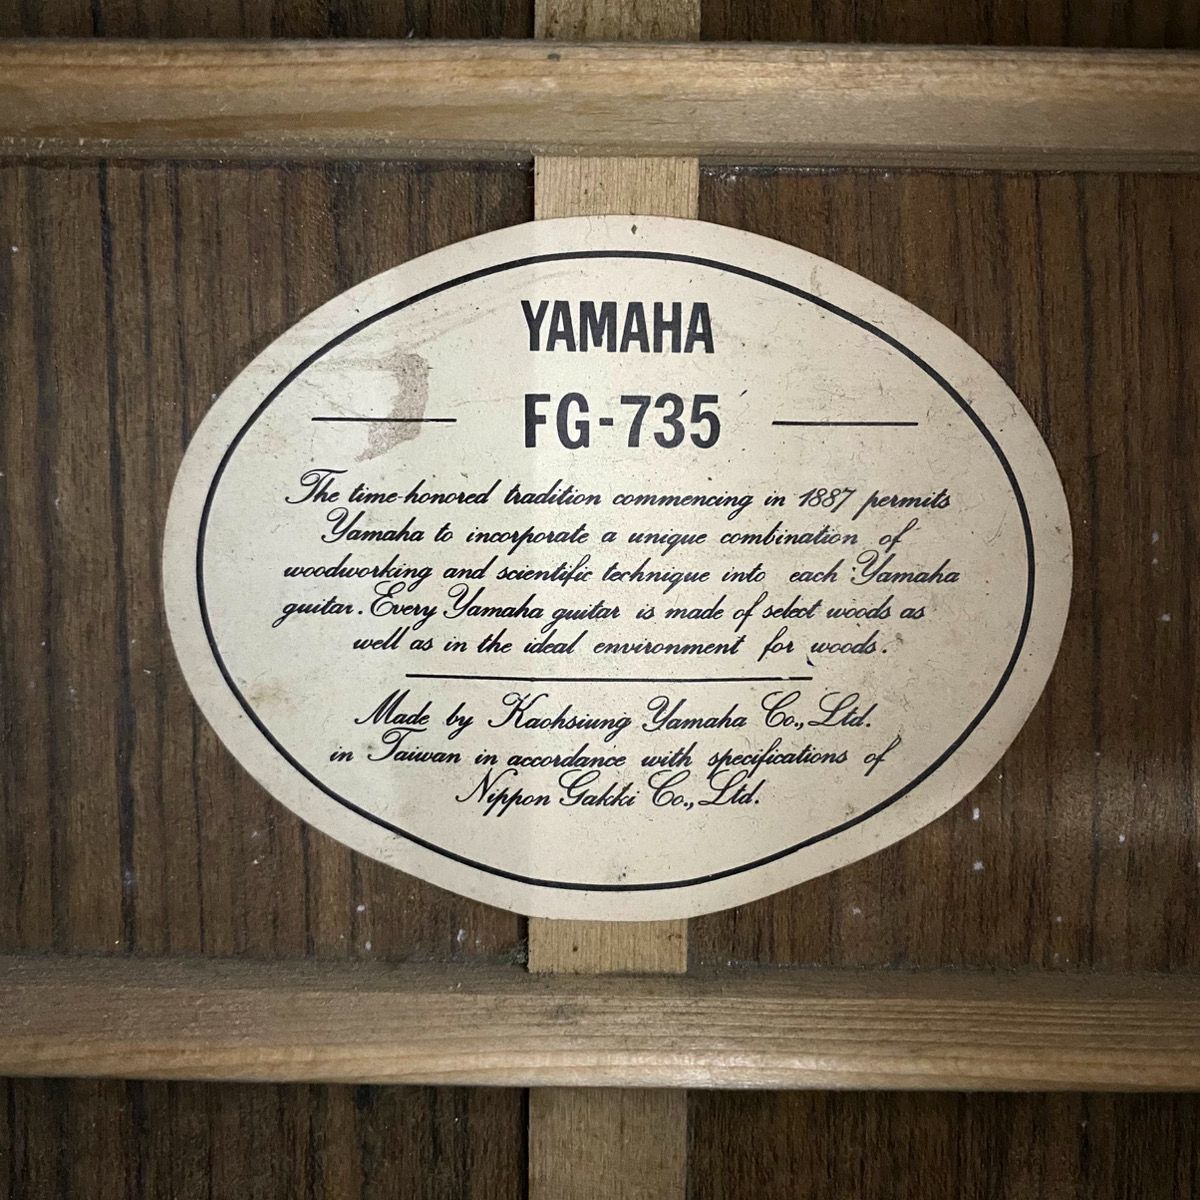 YAMAHA
FG-735
The time-honored tradition commencing in 1887 permits
Yamaha to incorporate a unique combination of
woodworking and scientific technique into each Yamaha
guitar. Every Yamaha guitar is made of select woods as
well as in the ideal environment for woods.
Made by Kaohsiung Yamaha Co., Ltd.
in Taiwan in accordance with specifications of
Nippon Gakki Co., Ltd.